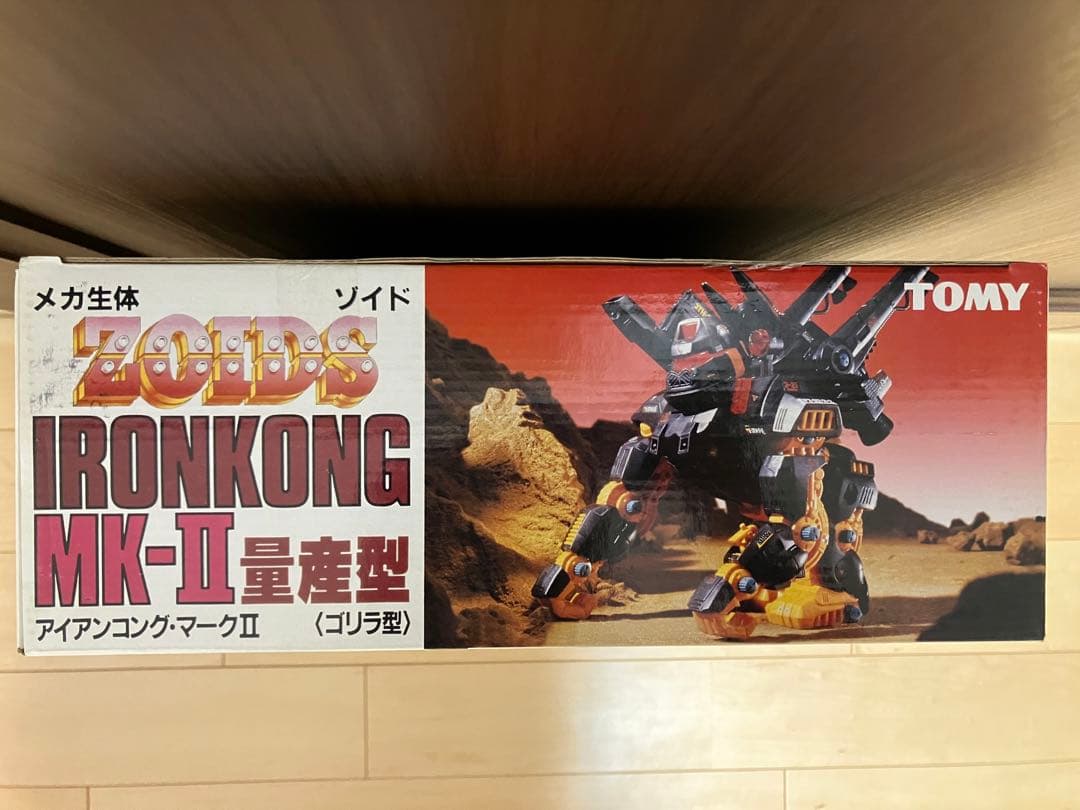 メカ生体 ゾイド
ZOIDS
IRONKONG
MK-II 量産型
アイアンコング・マークII 〈ゴリラ型〉
TOMY